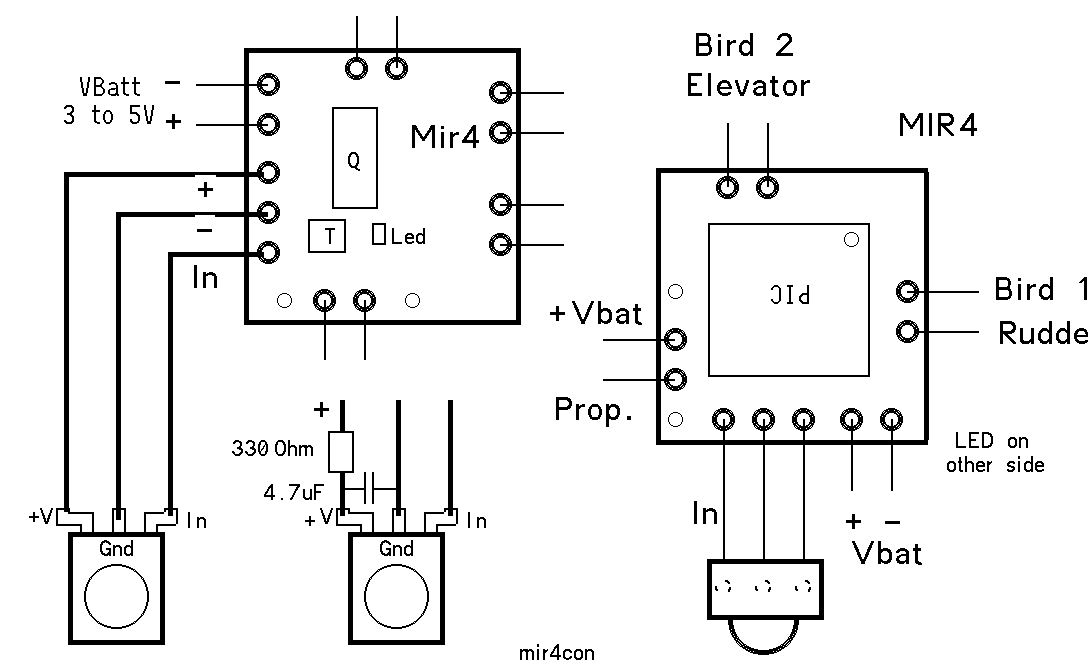 VBatt -
3 to 5V +
+
-
In
Mir4
Q
T
Led
Bird 2
Elevator
MIR4
PIC
Bird 1
Rudde
+Vbat
Prop.
LED on
other side
In
+ -
Vbat
+
330 Ohm
4.7uF
+V
In
Gnd
+V
In
Gnd
mir4con